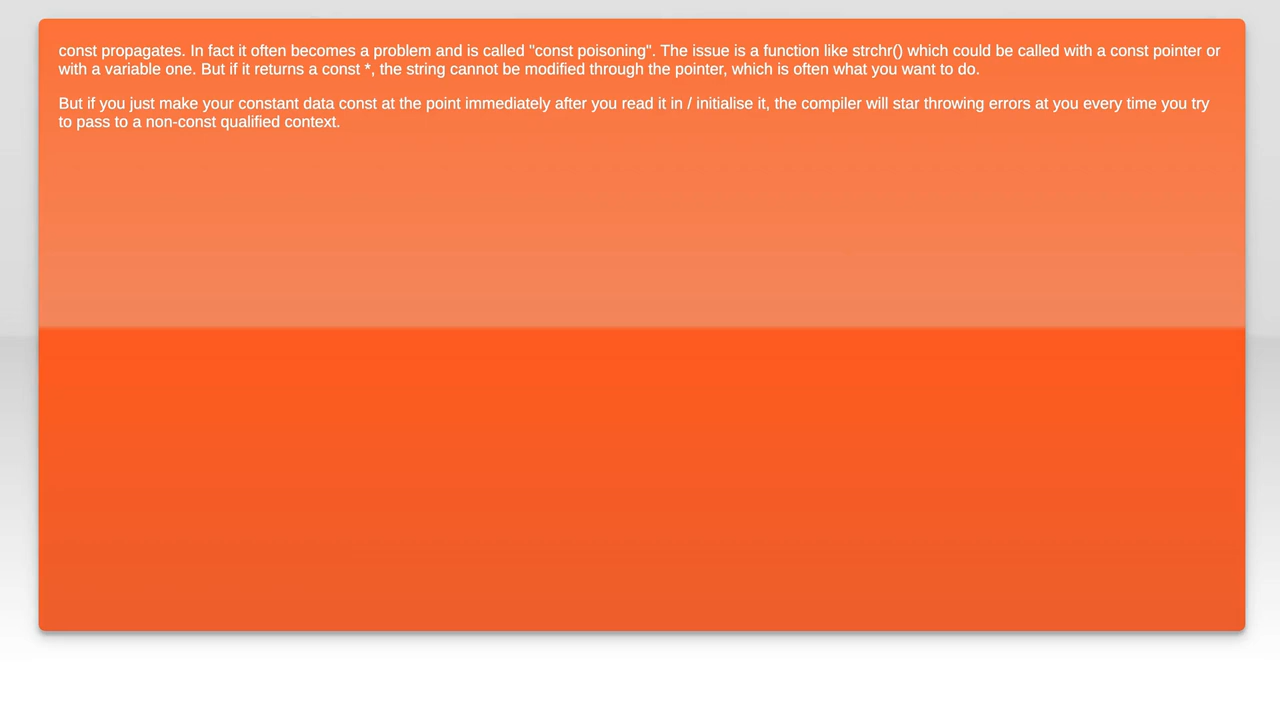 const propagates. In fact it often becomes a problem and is called "const poisoning". The issue is a function like strchr() which could be called with a const pointer or
with a variable one. But if it returns a const *, the string cannot be modified through the pointer, which is often what you want to do.
But if you just make your constant data const at the point immediately after you read it in / initialise it, the compiler will star throwing errors at you every time you try
to pass to a non-const qualified context.